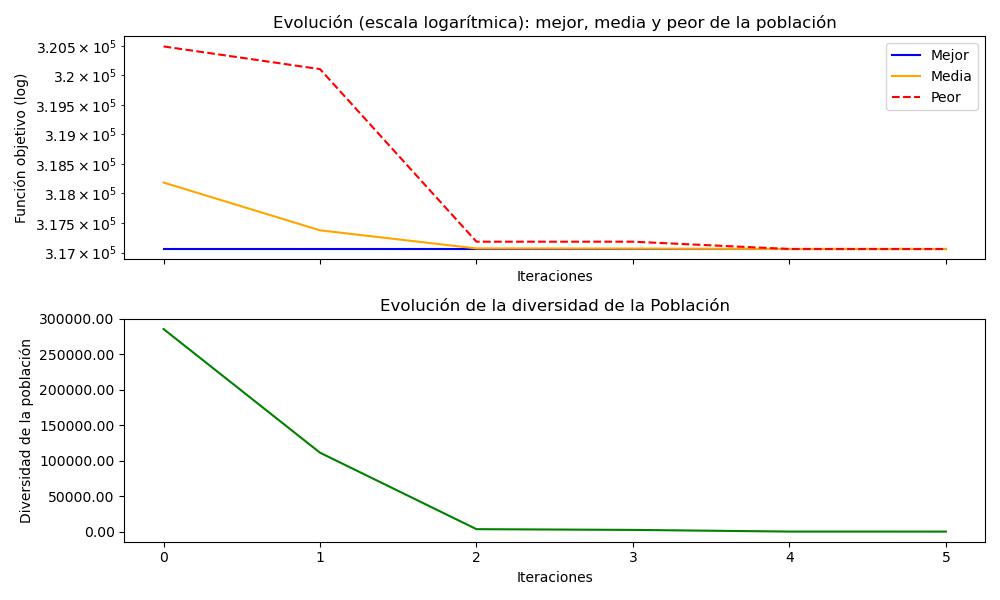 Evolución (escala logarítmica): mejor, media y peor de la población
Función objetivo (log)
3.205 × 10⁵
3.2 × 10⁵
3.195 × 10⁵
3.19 × 10⁵
3.185 × 10⁵
3.18 × 10⁵
3.175 × 10⁵
3.17 × 10⁵
Mejor
Media
Peor
Iteraciones
Evolución de la diversidad de la Población
Diversidad de la población
300000.00
250000.00
200000.00
150000.00
100000.00
50000.00
0.00
0 1 2 3 4 5
Iteraciones